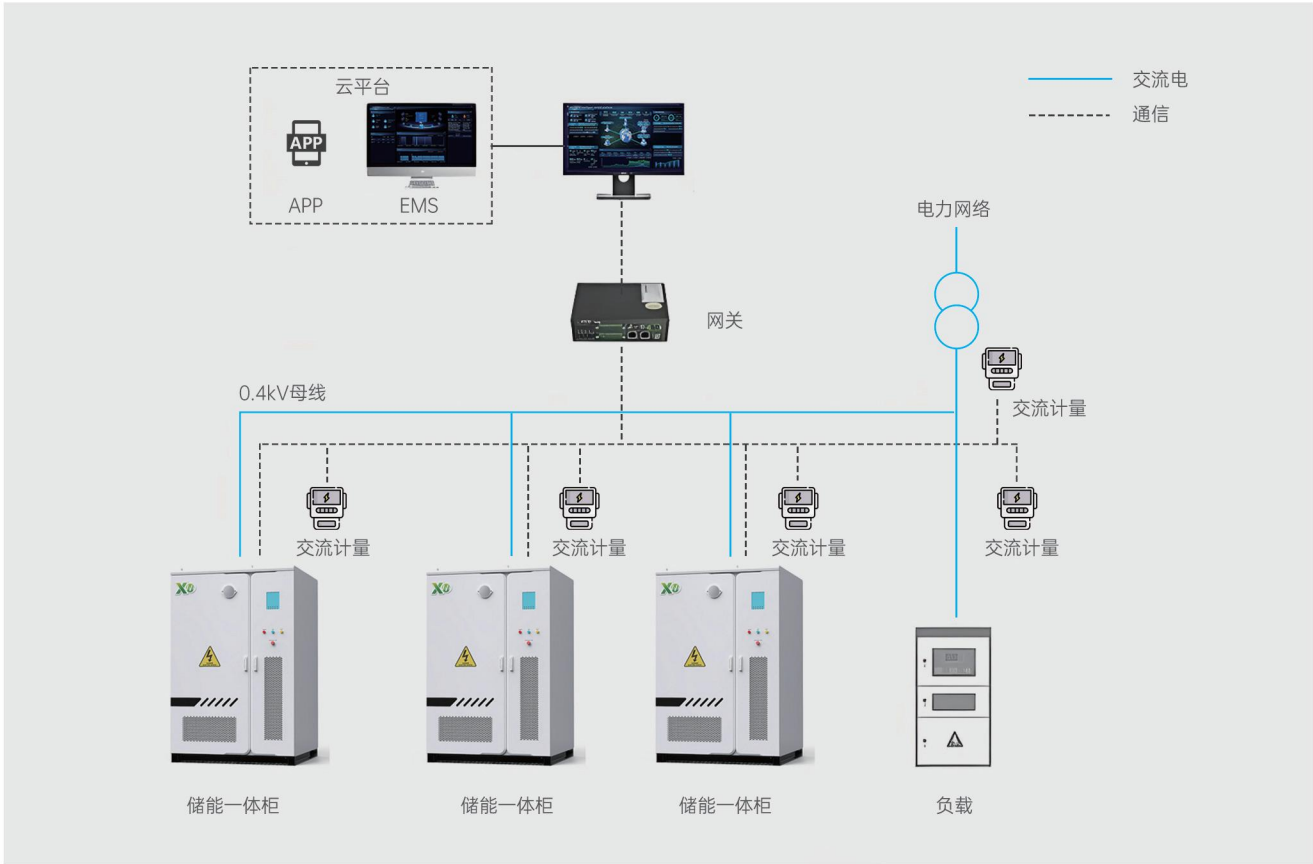 云平台
交流电
通信
APP
APP
EMS
电力网络
网关
0.4kV母线
交流计量
交流计量
交流计量
交流计量
交流计量
储能一体柜
储能一体柜
储能一体柜
负载